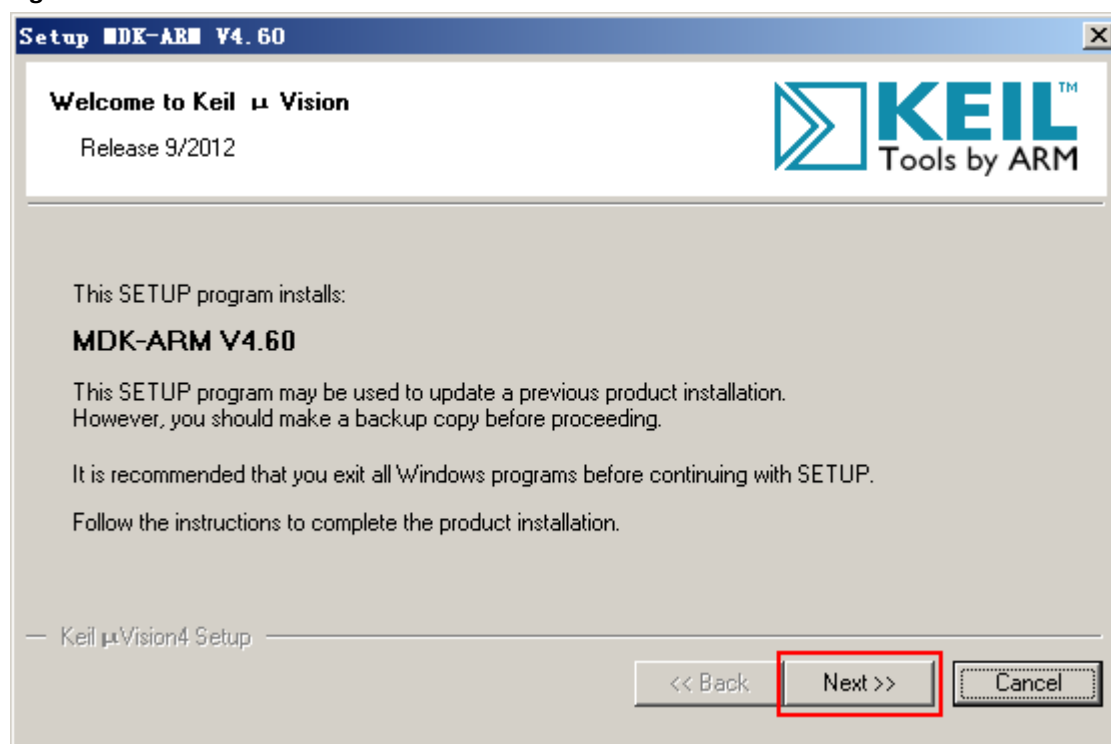 Setup MDK-ARM V4.60
Welcome to Keil µ Vision
Release 9/2012
KEIL™
Tools by ARM
This SETUP program installs:
MDK-ARM V4.60
This SETUP program may be used to update a previous product installation.
However, you should make a backup copy before proceeding.
It is recommended that you exit all Windows programs before continuing with SETUP.
Follow the instructions to complete the product installation.
Keil µVision4 Setup
<< Back Next >> Cancel